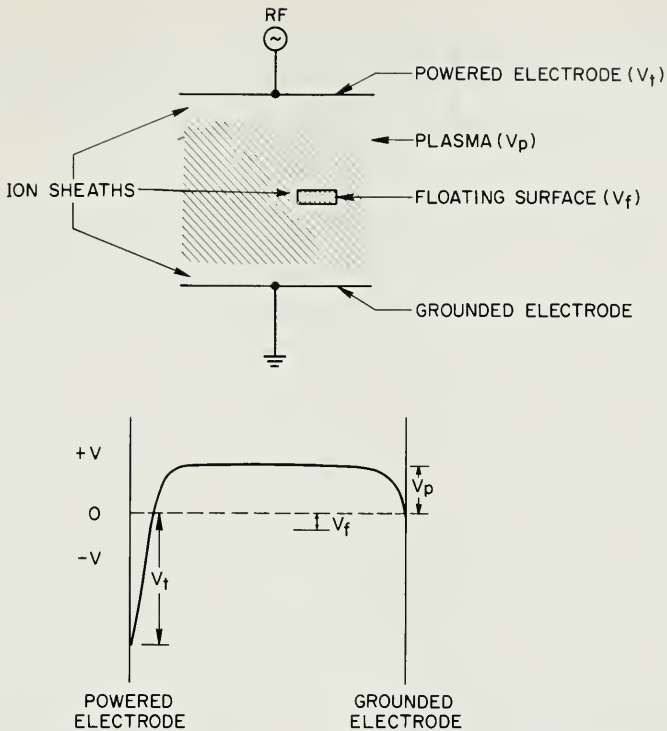 RF
~
POWERED ELECTRODE (Vt)
PLASMA (Vp)
ION SHEATHS
FLOATING SURFACE (Vf)
GROUNDED ELECTRODE
+V
Vp
0
Vf
-V
Vt
POWERED
ELECTRODE
GROUNDED
ELECTRODE